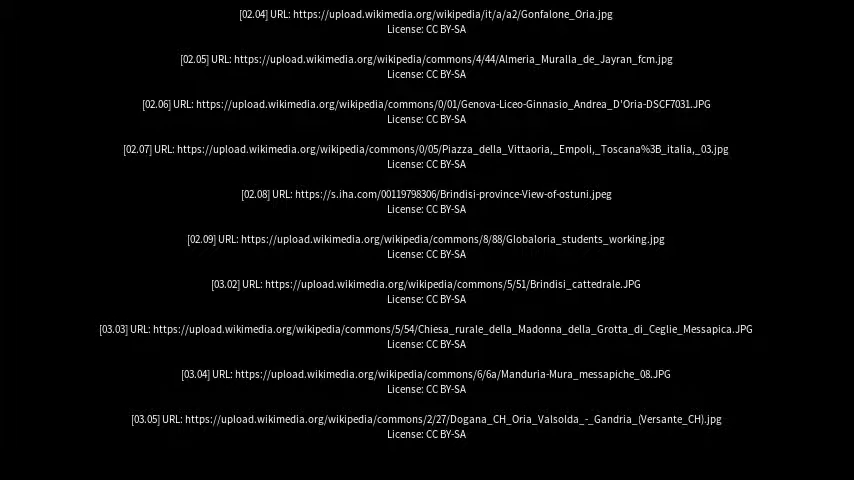 [02.04] URL: https://upload.wikimedia.org/wikipedia/it/a/a2/Gonfalone_Oria.jpg
License: CC BY-SA
[02.05] URL: https://upload.wikimedia.org/wikipedia/commons/4/44/Almeria_Muralla_de_Jayran_fcm.jpg
License: CC BY-SA
[02.06] URL: https://upload.wikimedia.org/wikipedia/commons/0/01/Genova-Liceo-Ginnasio_Andrea_D'Oria-DSCF7031.JPG
License: CC BY-SA
[02.07] URL: https://upload.wikimedia.org/wikipedia/commons/0/05/Piazza_della_Vittaoria,_Empoli,_Toscana%3B_italia,_03.jpg
License: CC BY-SA
[02.08] URL: https://s.iha.com/00119798306/Brindisi-province-View-of-ostuni.jpeg
License: CC BY-SA
[02.09] URL: https://upload.wikimedia.org/wikipedia/commons/8/88/Globaloria_students_working.jpg
License: CC BY-SA
[03.02] URL: https://upload.wikimedia.org/wikipedia/commons/5/51/Brindisi_cattedrale.JPG
License: CC BY-SA
[03.03] URL: https://upload.wikimedia.org/wikipedia/commons/5/54/Chiesa_rurale_della_Madonna_della_Grotta_di_Ceglie_Messapica.JPG
License: CC BY-SA
[03.04] URL: https://upload.wikimedia.org/wikipedia/commons/6/6a/Manduria-Mura_messapiche_08.JPG
License: CC BY-SA
[03.05] URL: https://upload.wikimedia.org/wikipedia/commons/2/27/Dogana_CH_Oria_Valsolda_-_Gandria_(Versante_CH).jpg
License: CC BY-SA